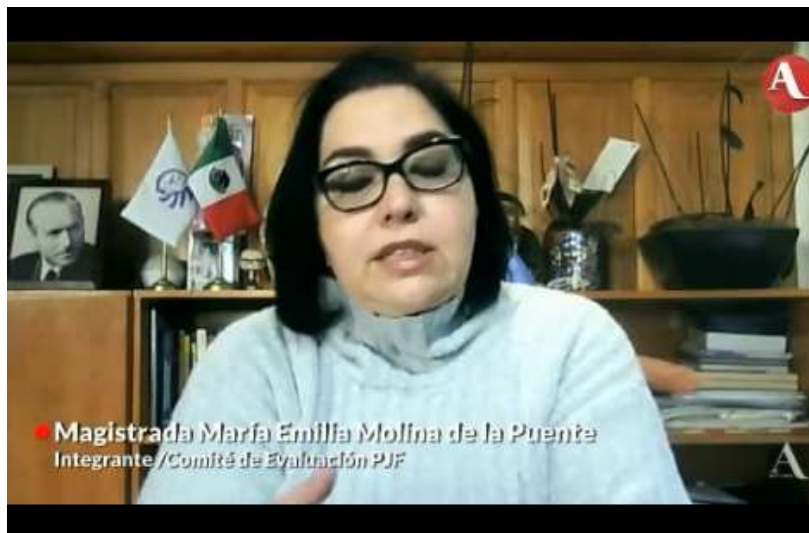 A
Magistrada María Emilia Molina de la Puente
Integrante /Comité de Evaluación PJF
A